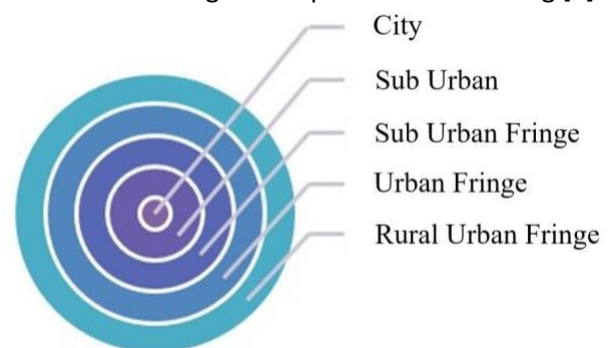 City
Sub Urban
Sub Urban Fringe
Urban Fringe
Rural Urban Fringe